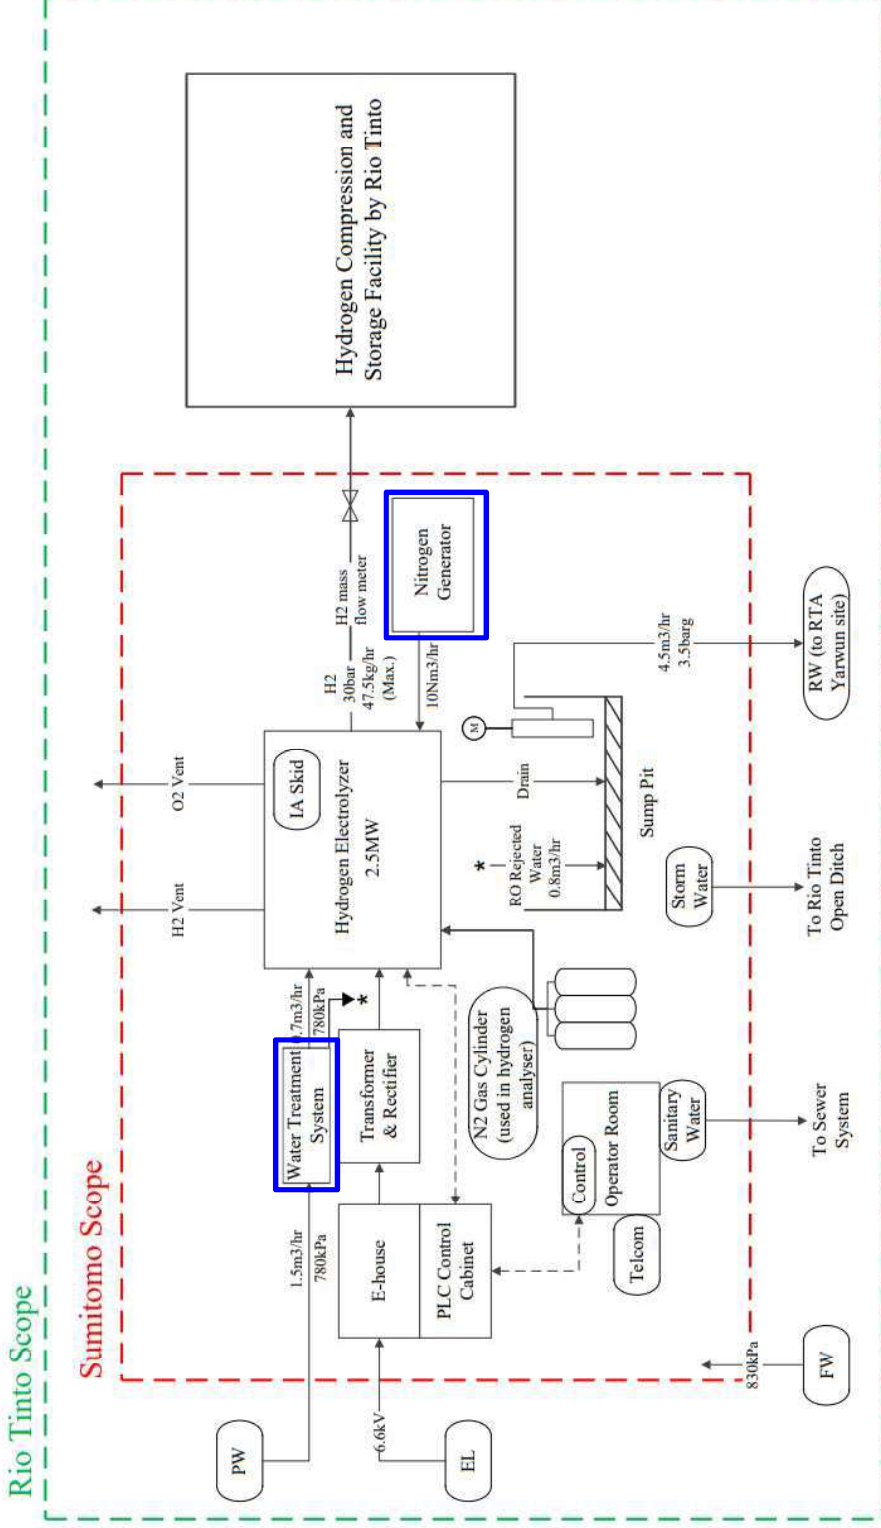 Rio Tinto Scope
Sumitomo Scope
PW
1.5m3/hr
780kPa
Water Treatment
System
0.7m3/hr
780kPa
*
H2 Vent
O2 Vent
IA Skid
Hydrogen Electrolyzer
2.5MW
H2
30bar
47.5kg/hr
(Max.)
H2 mass
flow meter
Hydrogen Compression and
Storage Facility by Rio Tinto
Nitrogen
Generator
10Nm3/hr
EL
6.6kV
E-house
PLC Control
Cabinet
Transformer
& Rectifier
N2 Gas Cylinder
(used in hydrogen
analyser)
*
RO Rejected
Water
0.8m3/hr
Drain
M
Sump Pit
4.5m3/hr
3.5barg
RW (to RTA
Yarwun site)
Control
Operator Room
Telcom
Sanitary
Water
To Sewer
System
Storm
Water
To Rio Tinto
Open Ditch
830kPa
FW